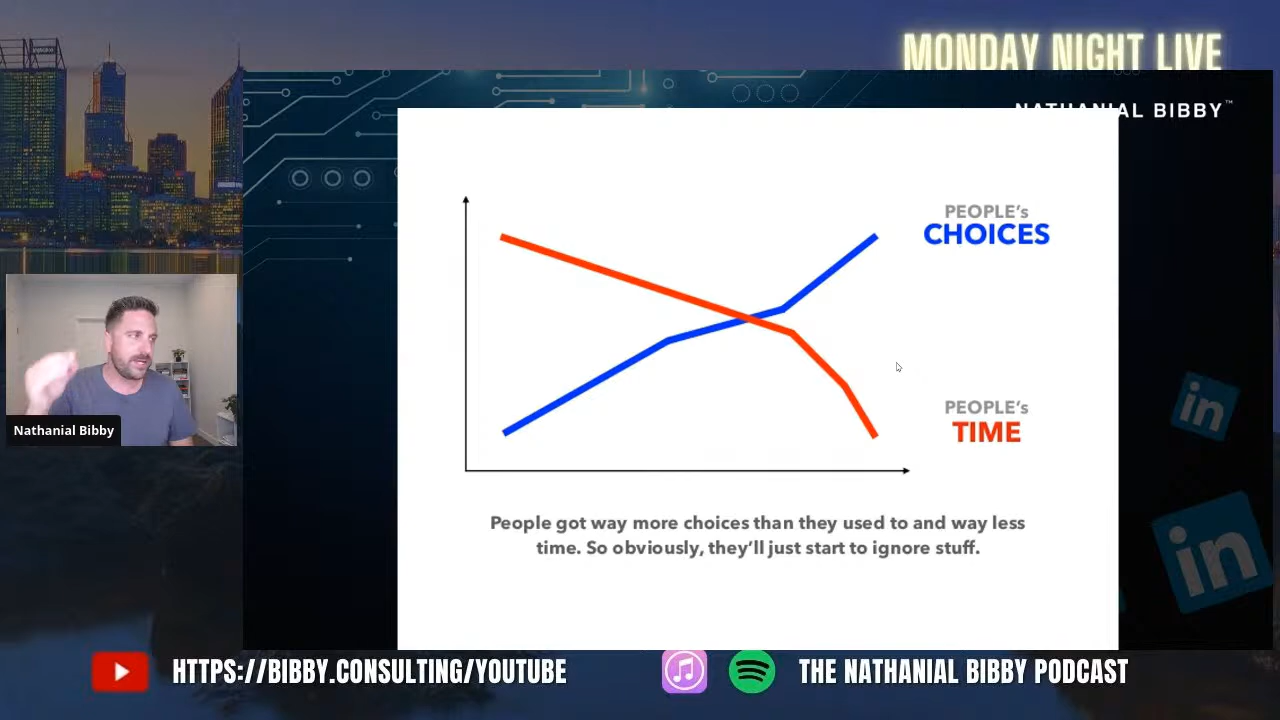 MONDAY NIGHT LIVE
NATHANIAL BIBBY™
PEOPLE's
CHOICES
PEOPLE's
TIME
People got way more choices than they used to and way less
time. So obviously, they'll just start to ignore stuff.
Nathanial Bibby
in
in
HTTPS://BIBBY.CONSULTING/YOUTUBE
THE NATHANIAL BIBBY PODCAST